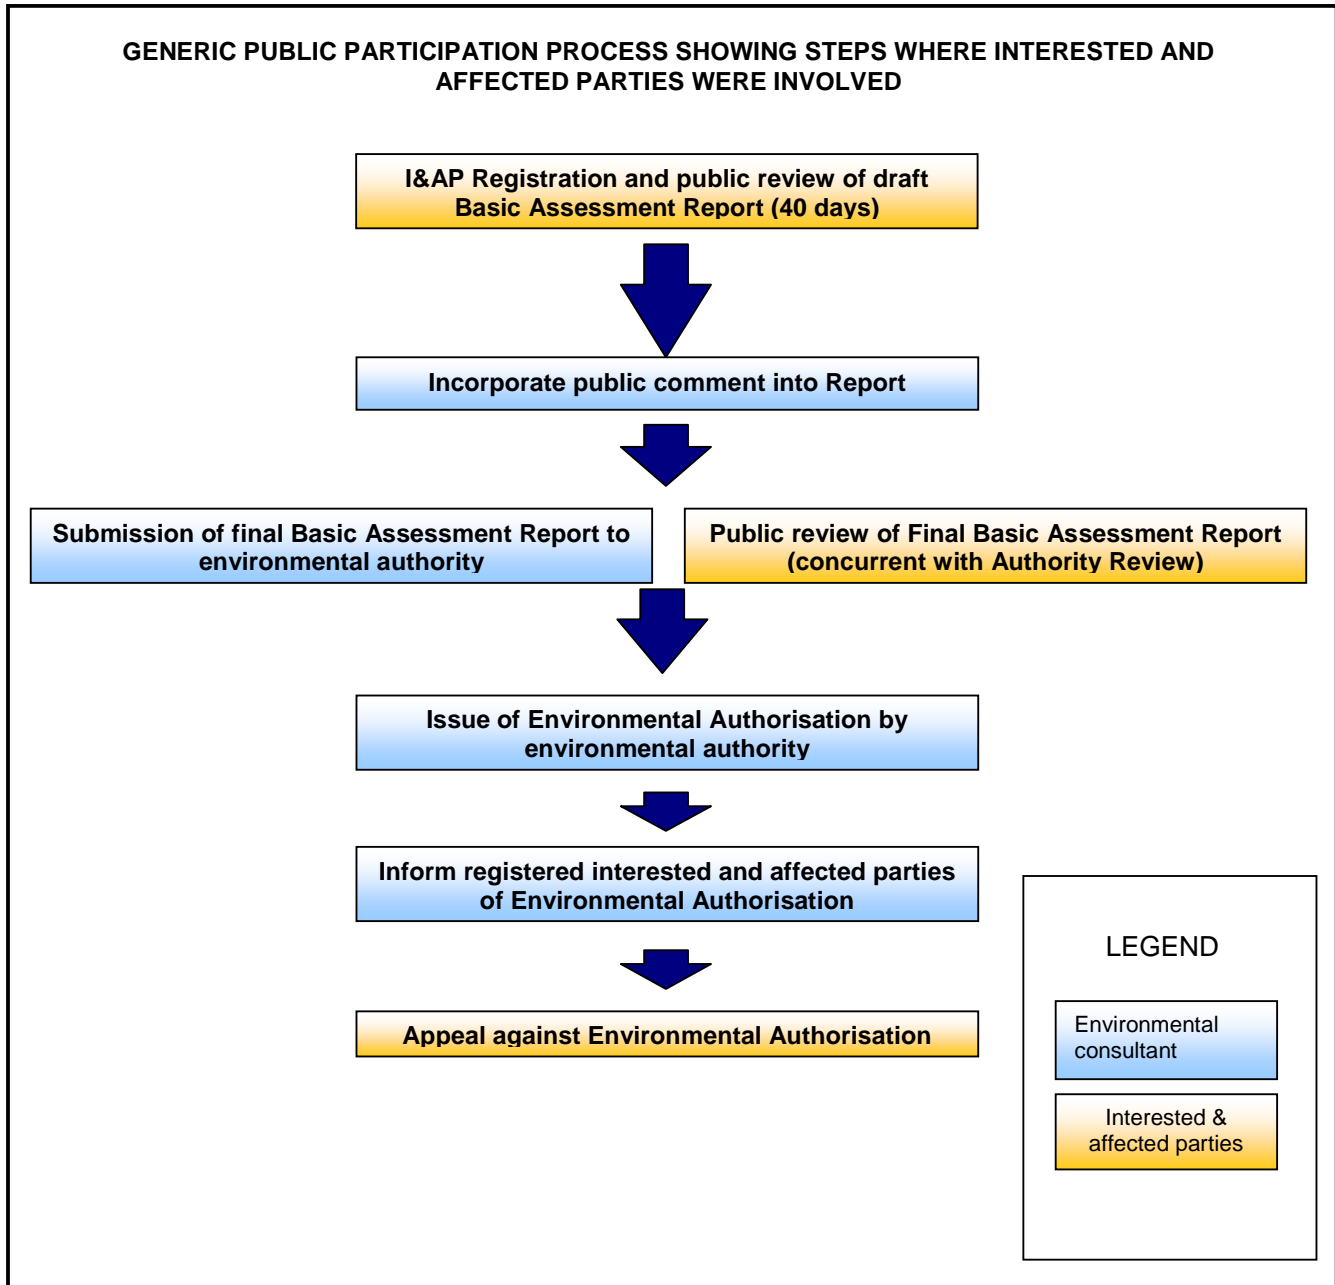 GENERIC PUBLIC PARTICIPATION PROCESS SHOWING STEPS WHERE INTERESTED AND
AFFECTED PARTIES WERE INVOLVED
I&AP Registration and public review of draft
Basic Assessment Report (40 days)
Incorporate public comment into Report
Submission of final Basic Assessment Report to
environmental authority
Public review of Final Basic Assessment Report
(concurrent with Authority Review)
Issue of Environmental Authorisation by
environmental authority
Inform registered interested and affected parties
of Environmental Authorisation
Appeal against Environmental Authorisation
LEGEND
Environmental
consultant
Interested &
affected parties